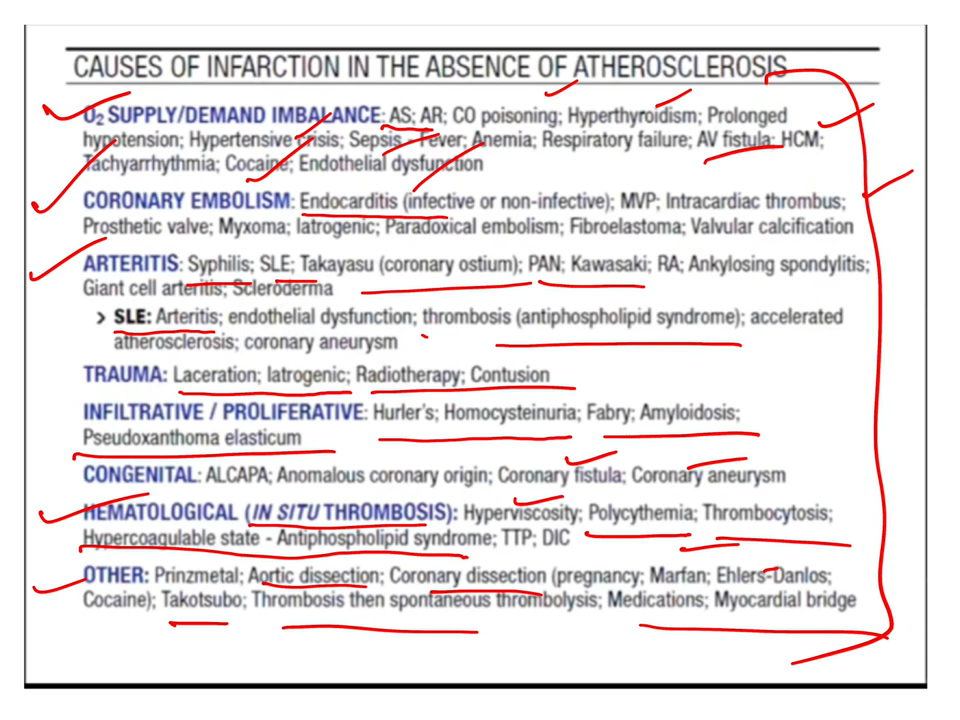 CAUSES OF INFARCTION IN THE ABSENCE OF ATHEROSCLEROSIS
O₂ SUPPLY/DEMAND IMBALANCE: AS; AR; CO poisoning; Hyperthyroidism; Prolonged
hypotension; Hypertensive crisis; Sepsis - Fever; Anemia; Respiratory failure; AV fistula; HCM;
Tachyarrhythmia; Cocaine; Endothelial dysfunction
CORONARY EMBOLISM: Endocarditis (infective or non-infective); MVP; Intracardiac thrombus;
Prosthetic valve; Myxoma; Iatrogenic; Paradoxical embolism; Fibroelastoma; Valvular calcification
ARTERITIS: Syphilis; SLE; Takayasu (coronary ostium); PAN; Kawasaki; RA; Ankylosing spondylitis;
Giant cell arteritis; Scleroderma
> SLE: Arteritis; endothelial dysfunction; thrombosis (antiphospholipid syndrome); accelerated
atherosclerosis; coronary aneurysm
TRAUMA: Laceration; Iatrogenic; Radiotherapy; Contusion
INFILTRATIVE / PROLIFERATIVE: Hurler's; Homocysteinuria; Fabry; Amyloidosis;
Pseudoxanthoma elasticum
CONGENITAL: ALCAPA; Anomalous coronary origin; Coronary fistula; Coronary aneurysm
HEMATOLOGICAL (IN SITU THROMBOSIS): Hyperviscosity; Polycythemia; Thrombocytosis;
Hypercoagulable state - Antiphospholipid syndrome; TTP; DIC
OTHER: Prinzmetal; Aortic dissection; Coronary dissection (pregnancy; Marfan; Ehlers-Danlos;
Cocaine); Takotsubo; Thrombosis then spontaneous thrombolysis; Medications; Myocardial bridge